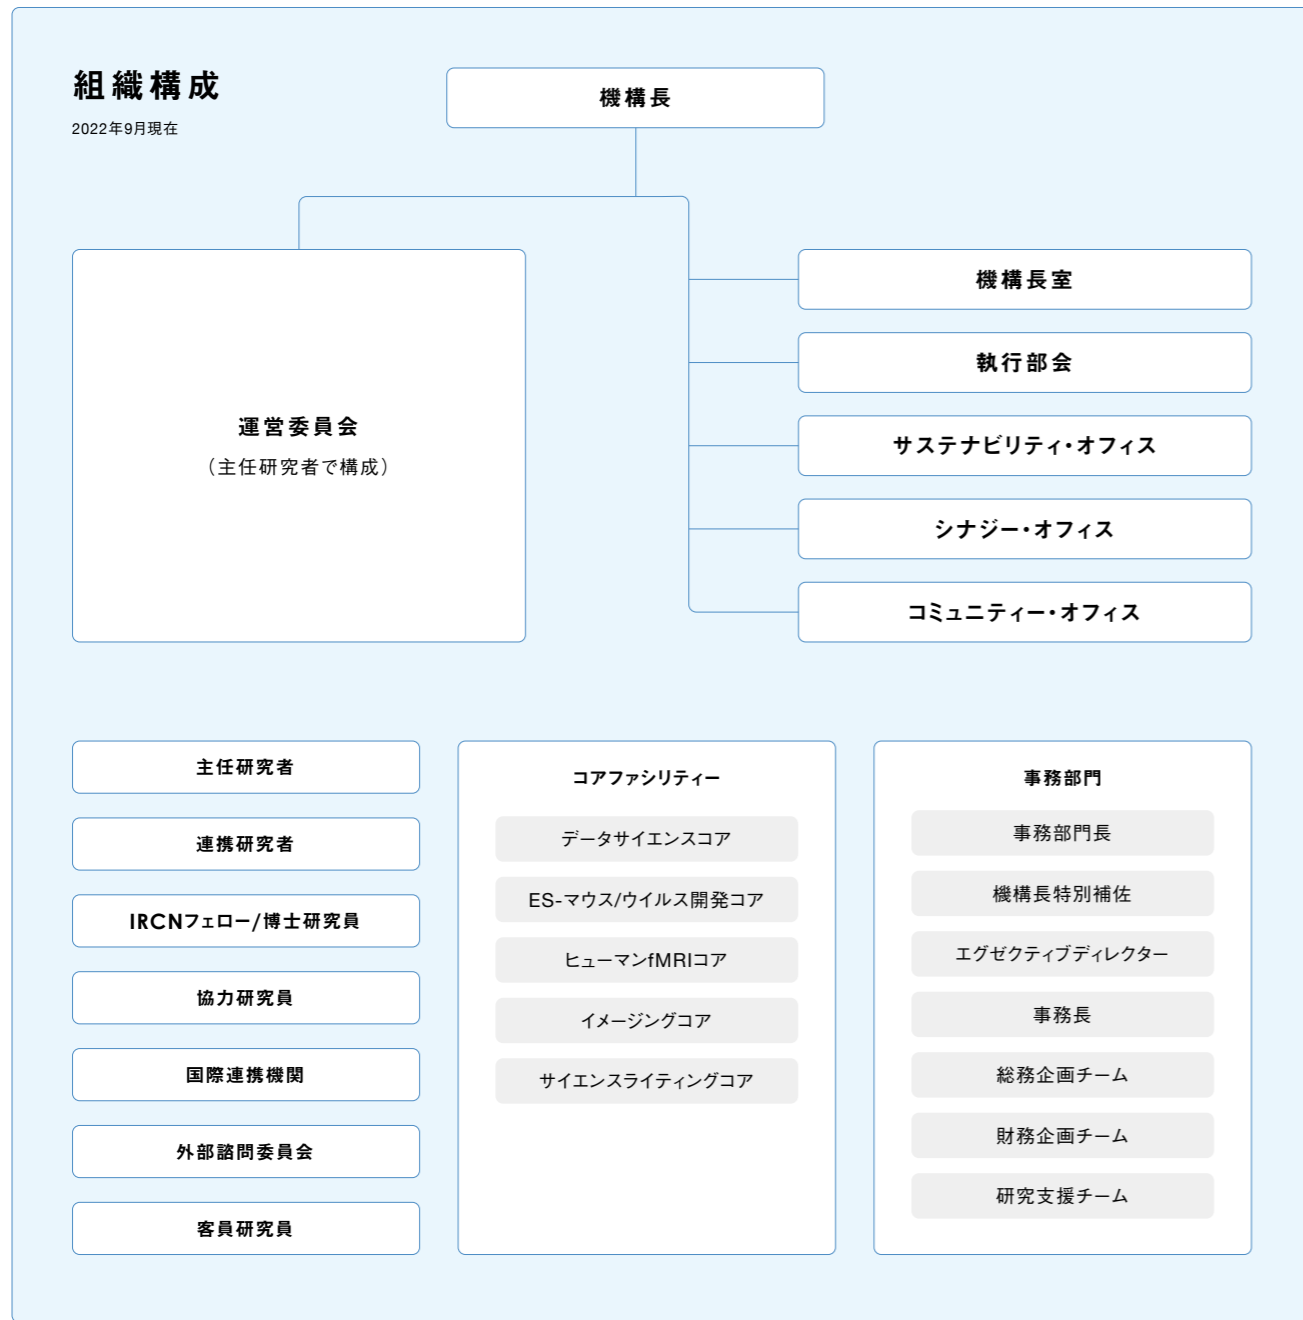 組織構成
2022年9月現在
機構長
運営委員会
（主任研究者で構成）
機構長室
執行部会
サステナビリティ・オフィス
シナジー・オフィス
コミュニティー・オフィス
主任研究者
連携研究者
IRCNフェロー/博士研究員
協力研究員
国際連携機関
外部諮問委員会
客員研究員
コアファシリティー
データサイエンスコア
ES-マウス/ウイルス開発コア
ヒューマンfMRIコア
イメージングコア
サイエンスライティングコア
事務部門
事務部門長
機構長特別補佐
エグゼクティブディレクター
事務長
総務企画チーム
財務企画チーム
研究支援チーム